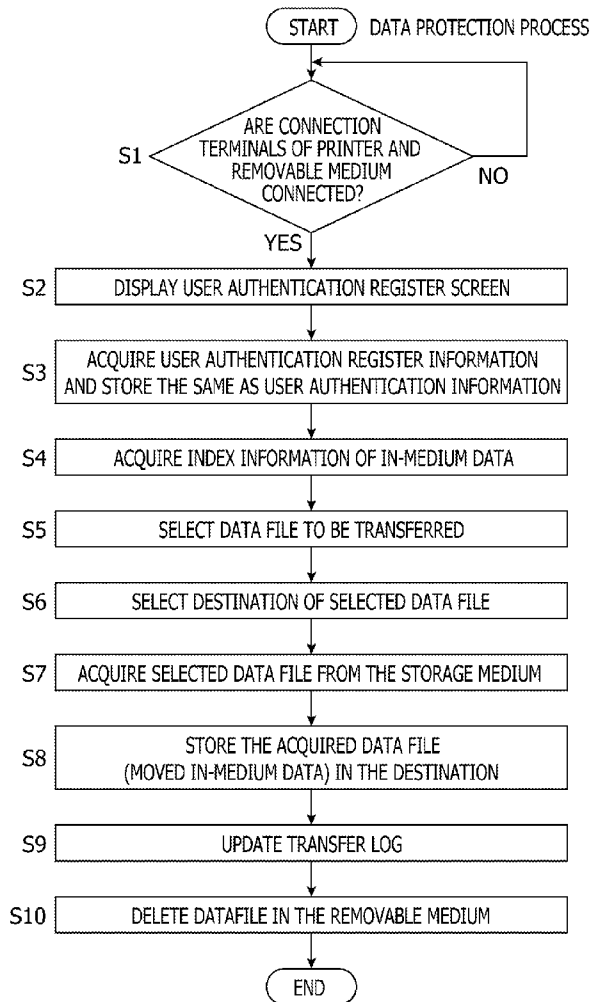 START DATA PROTECTION PROCESS
S1
ARE CONNECTION
TERMINALS OF PRINTER AND
REMOVABLE MEDIUM
CONNECTED?
NO
YES
S2 DISPLAY USER AUTHENTICATION REGISTER SCREEN
S3
ACQUIRE USER AUTHENTICATION REGISTER INFORMATION
AND STORE THE SAME AS USER AUTHENTICATION INFORMATION
S4 ACQUIRE INDEX INFORMATION OF IN-MEDIUM DATA
S5 SELECT DATA FILE TO BE TRANSFERRED
S6 SELECT DESTINATION OF SELECTED DATA FILE
S7 ACQUIRE SELECTED DATA FILE FROM THE STORAGE MEDIUM
S8
STORE THE ACQUIRED DATA FILE
(MOVED IN-MEDIUM DATA) IN THE DESTINATION
S9 UPDATE TRANSFER LOG
S10 DELETE DATAFILE IN THE REMOVABLE MEDIUM
END